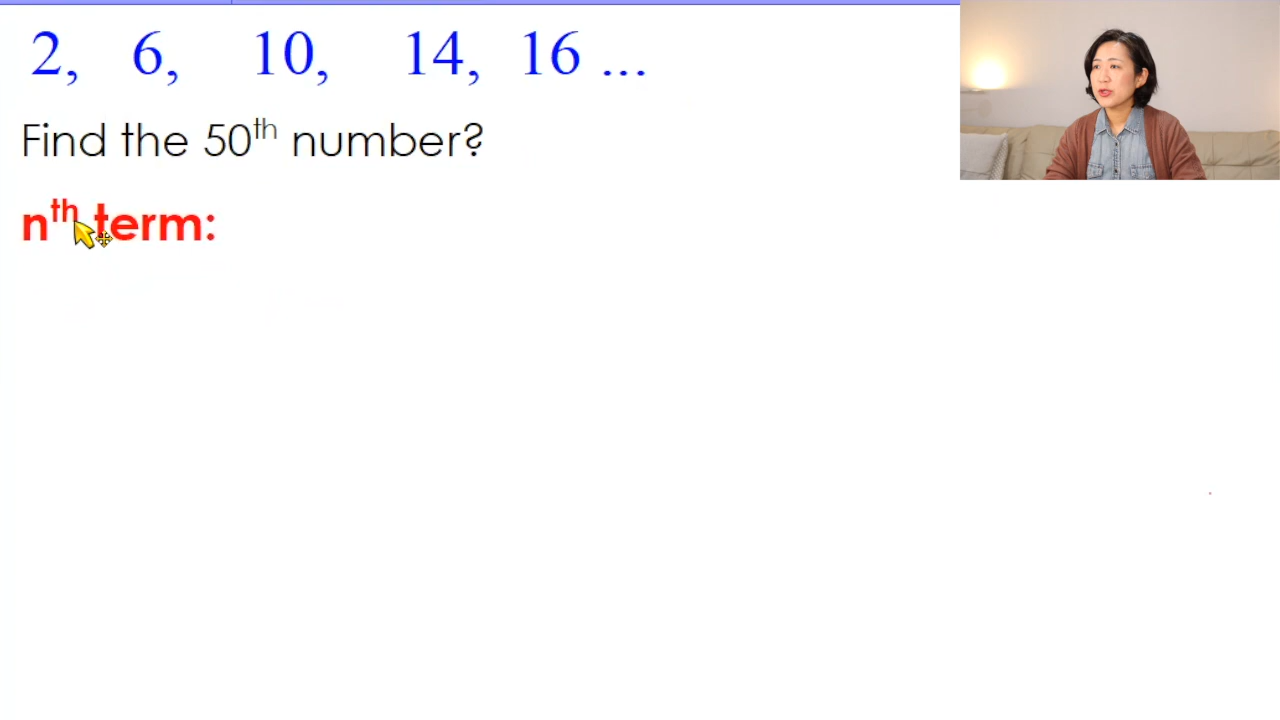 2, 6, 10, 14, 16 ...
Find the 50th number?
nth term: